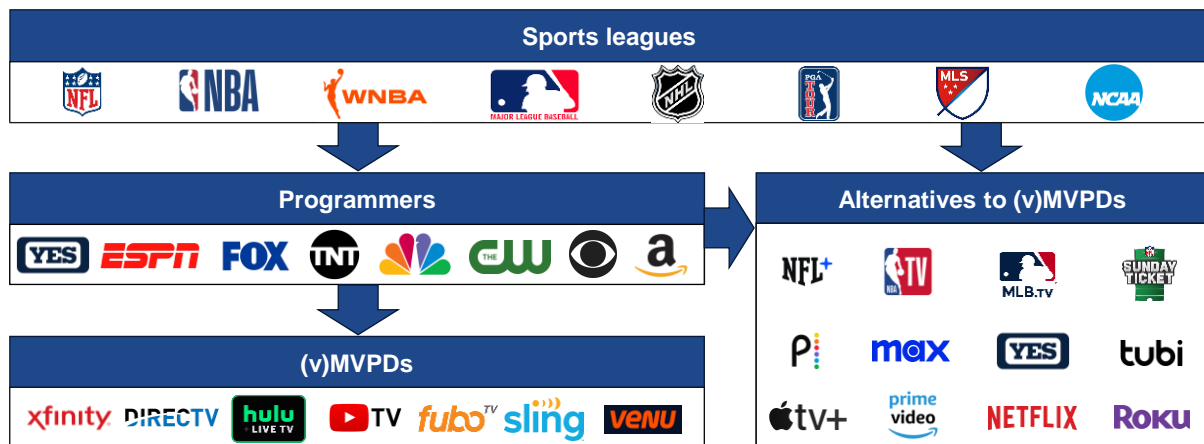 Sports leagues
NFL
NBA
WNBA
MAJOR LEAGUE BASEBALL
NHL
PGA TOUR
MLS
NCAA
Programmers
YES ESPN FOX TNT THE CW a
(v)MVPDs
xfinity DIRECTV hulu + LIVE TV TV fubo TV sling venu
Alternatives to (v)MVPDs
NFL+ NBA TV MLB.TV NFL SUNDAY TICKET
p max YES tubi
tv+ prime video NETFLIX ROKU